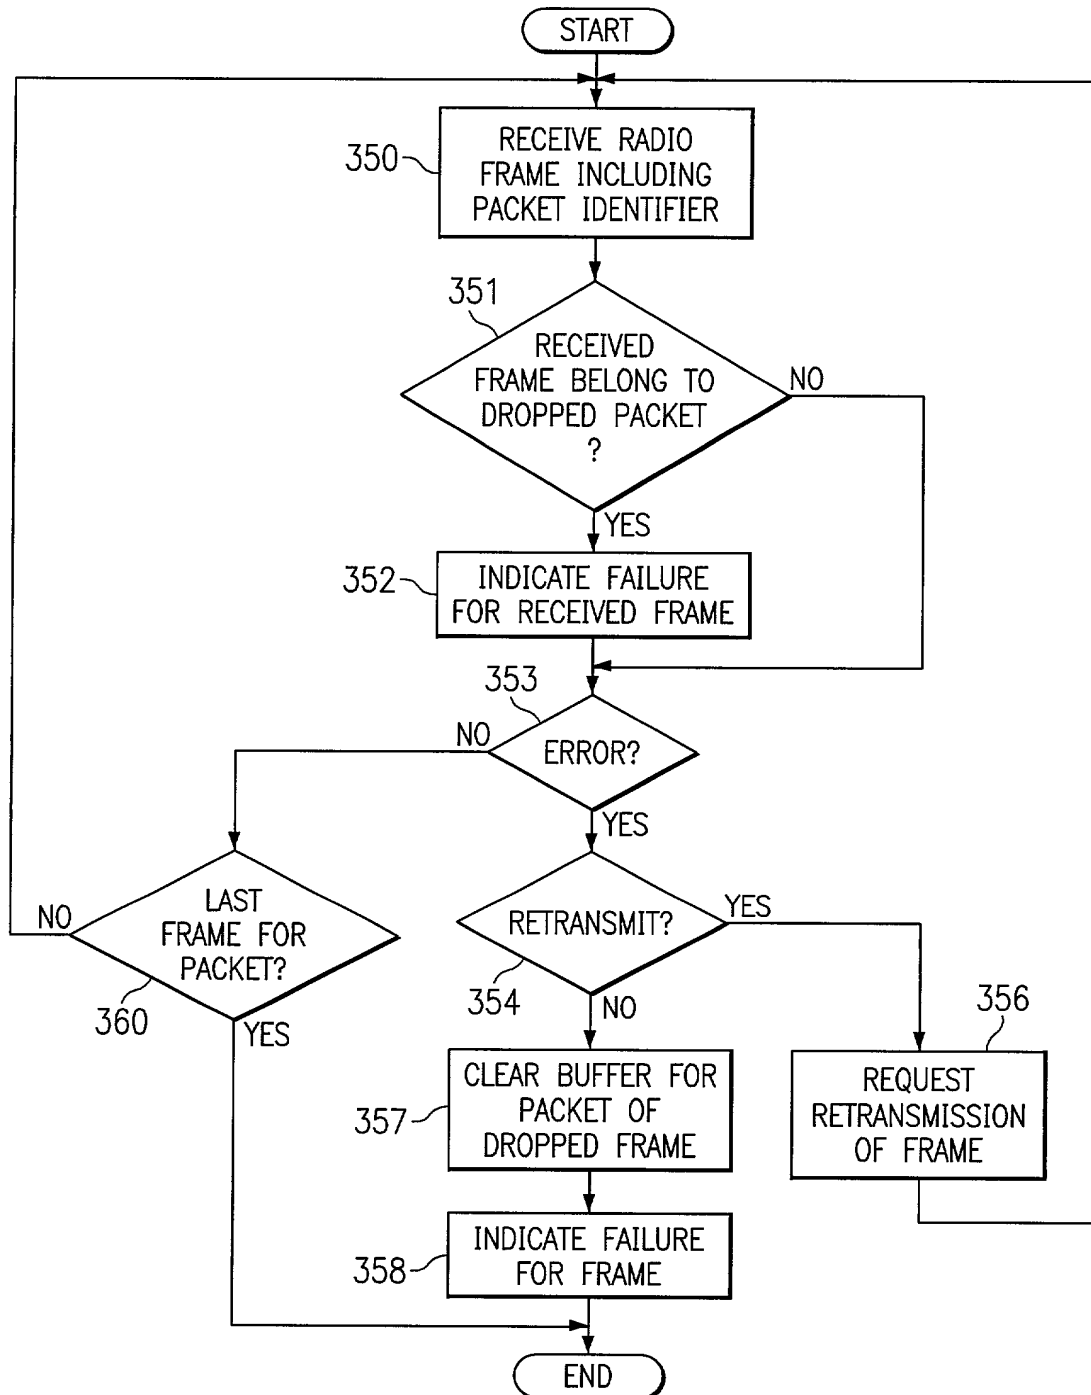 START
350
RECEIVE RADIO
FRAME INCLUDING
PACKET IDENTIFIER
351
RECEIVED
FRAME BELONG TO
DROPPED PACKET
?
NO
YES
352
INDICATE FAILURE
FOR RECEIVED FRAME
353
NO
ERROR?
YES
NO
LAST
FRAME FOR
PACKET?
360
YES
RETRANSMIT?
YES
354
NO
356
REQUEST
RETRANSMISSION
OF FRAME
357
CLEAR BUFFER FOR
PACKET OF
DROPPED FRAME
358
INDICATE FAILURE
FOR FRAME
END